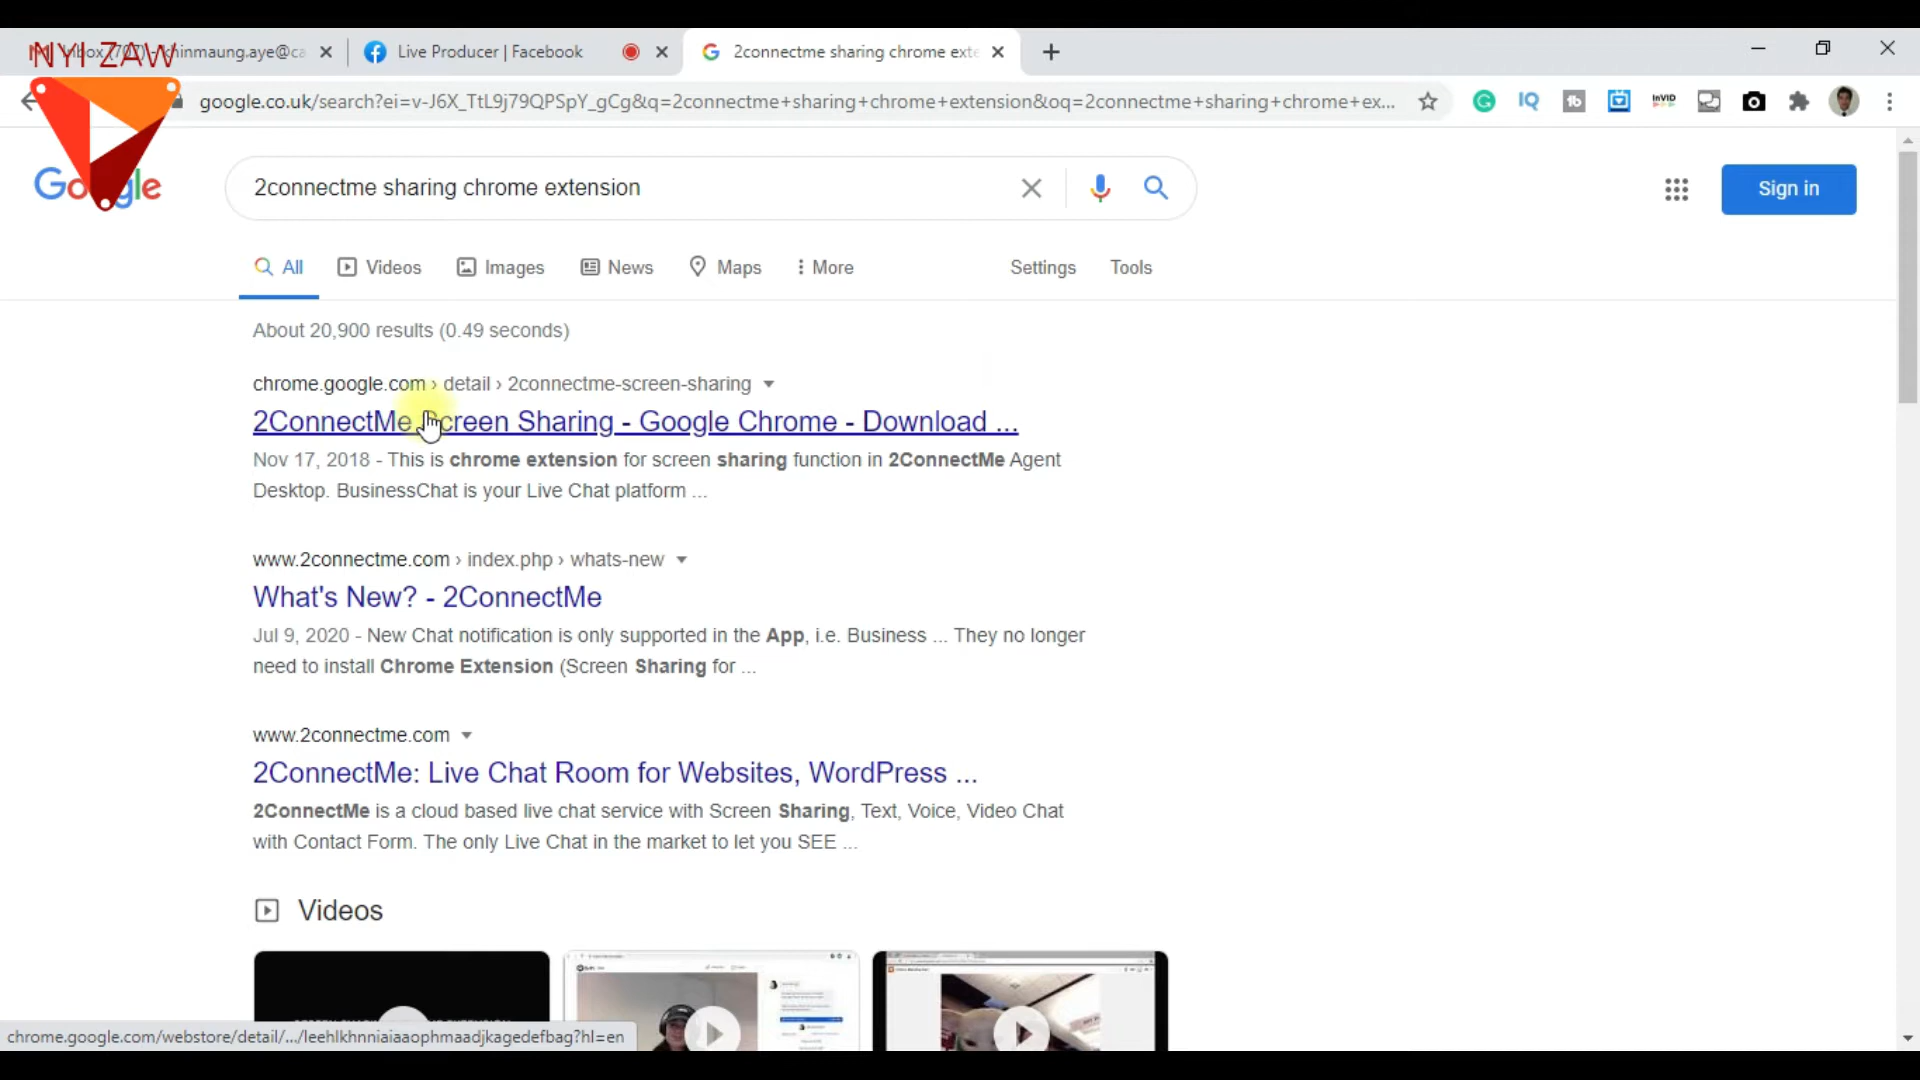 NYI ZAW
Inbox (707) - khinmaung.aye@ca
Live Producer | Facebook
2connectme sharing chrome exte
google.co.uk/search?ei=v-J6X_TtL9j79QPSpY_gCg&q=2connectme+sharing+chrome+extension&oq=2connectme+sharing+chrome+ex...
Google
2connectme sharing chrome extension
Sign in
All
Videos
Images
News
Maps
More
Settings
Tools
About 20,900 results (0.49 seconds)
chrome.google.com › detail › 2connectme-screen-sharing
2ConnectMe Screen Sharing - Google Chrome - Download ...
Nov 17, 2018 - This is chrome extension for screen sharing function in 2ConnectMe Agent
Desktop. BusinessChat is your Live Chat platform ...
www.2connectme.com › index.php › whats-new
What's New? - 2ConnectMe
Jul 9, 2020 - New Chat notification is only supported in the App, i.e. Business ... They no longer
need to install Chrome Extension (Screen Sharing for ...
www.2connectme.com
2ConnectMe: Live Chat Room for Websites, WordPress ...
2ConnectMe is a cloud based live chat service with Screen Sharing, Text, Voice, Video Chat
with Contact Form. The only Live Chat in the market to let you SEE ...
Videos
chrome.google.com/webstore/detail/.../leehlkhnniaiaaophmaadjkagedefbag?hl=en